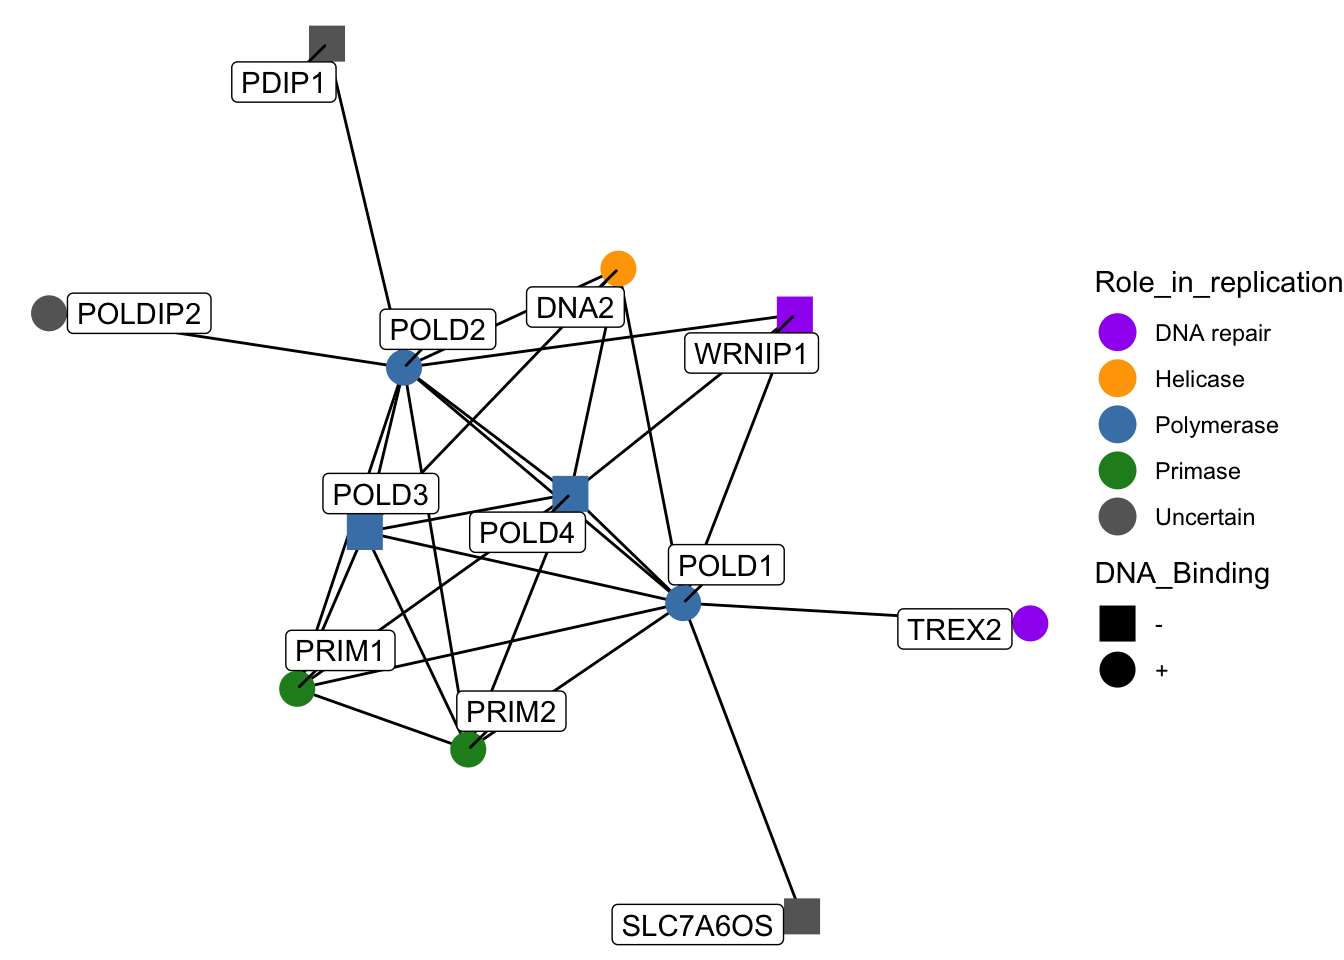 PDIP1
POLDIP2
POLD2
DNA2
WRNIP1
POLD3
POLD4
POLD1
TREX2
PRIM1
PRIM2
SLC7A6OS
Role_in_replication
DNA repair
Helicase
Polymerase
Primase
Uncertain
DNA_Binding
-
+